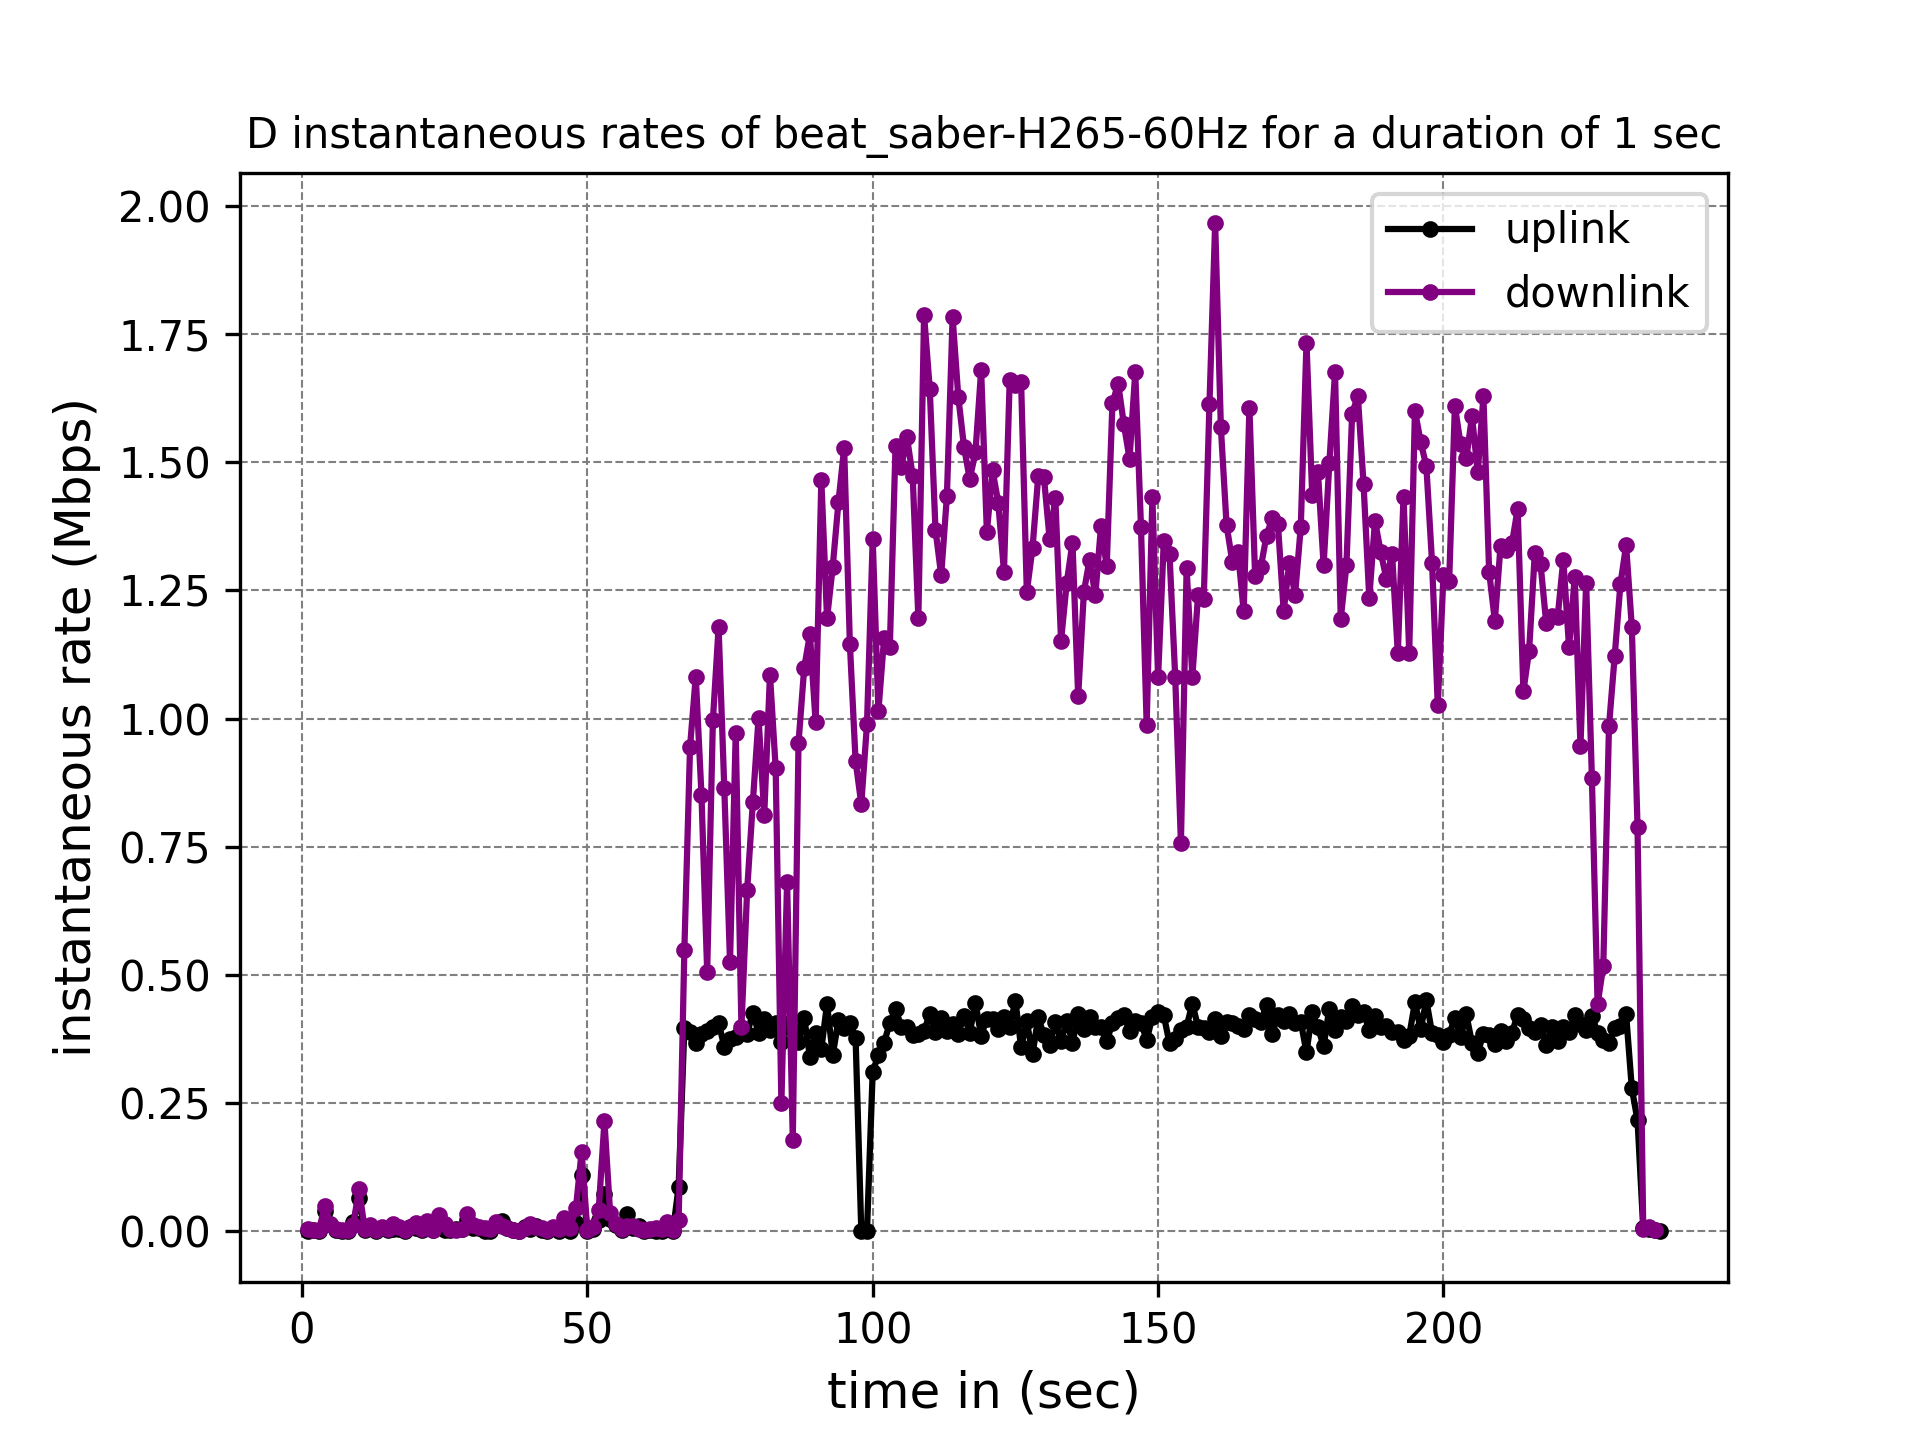 D instantaneous rates of beat_saber-H265-60Hz for a duration of 1 sec
uplink
downlink
2.00
1.75
1.50
1.25
1.00
0.75
0.50
0.25
0.00
instantaneous rate (Mbps)
0 50 100 150 200
time in (sec)